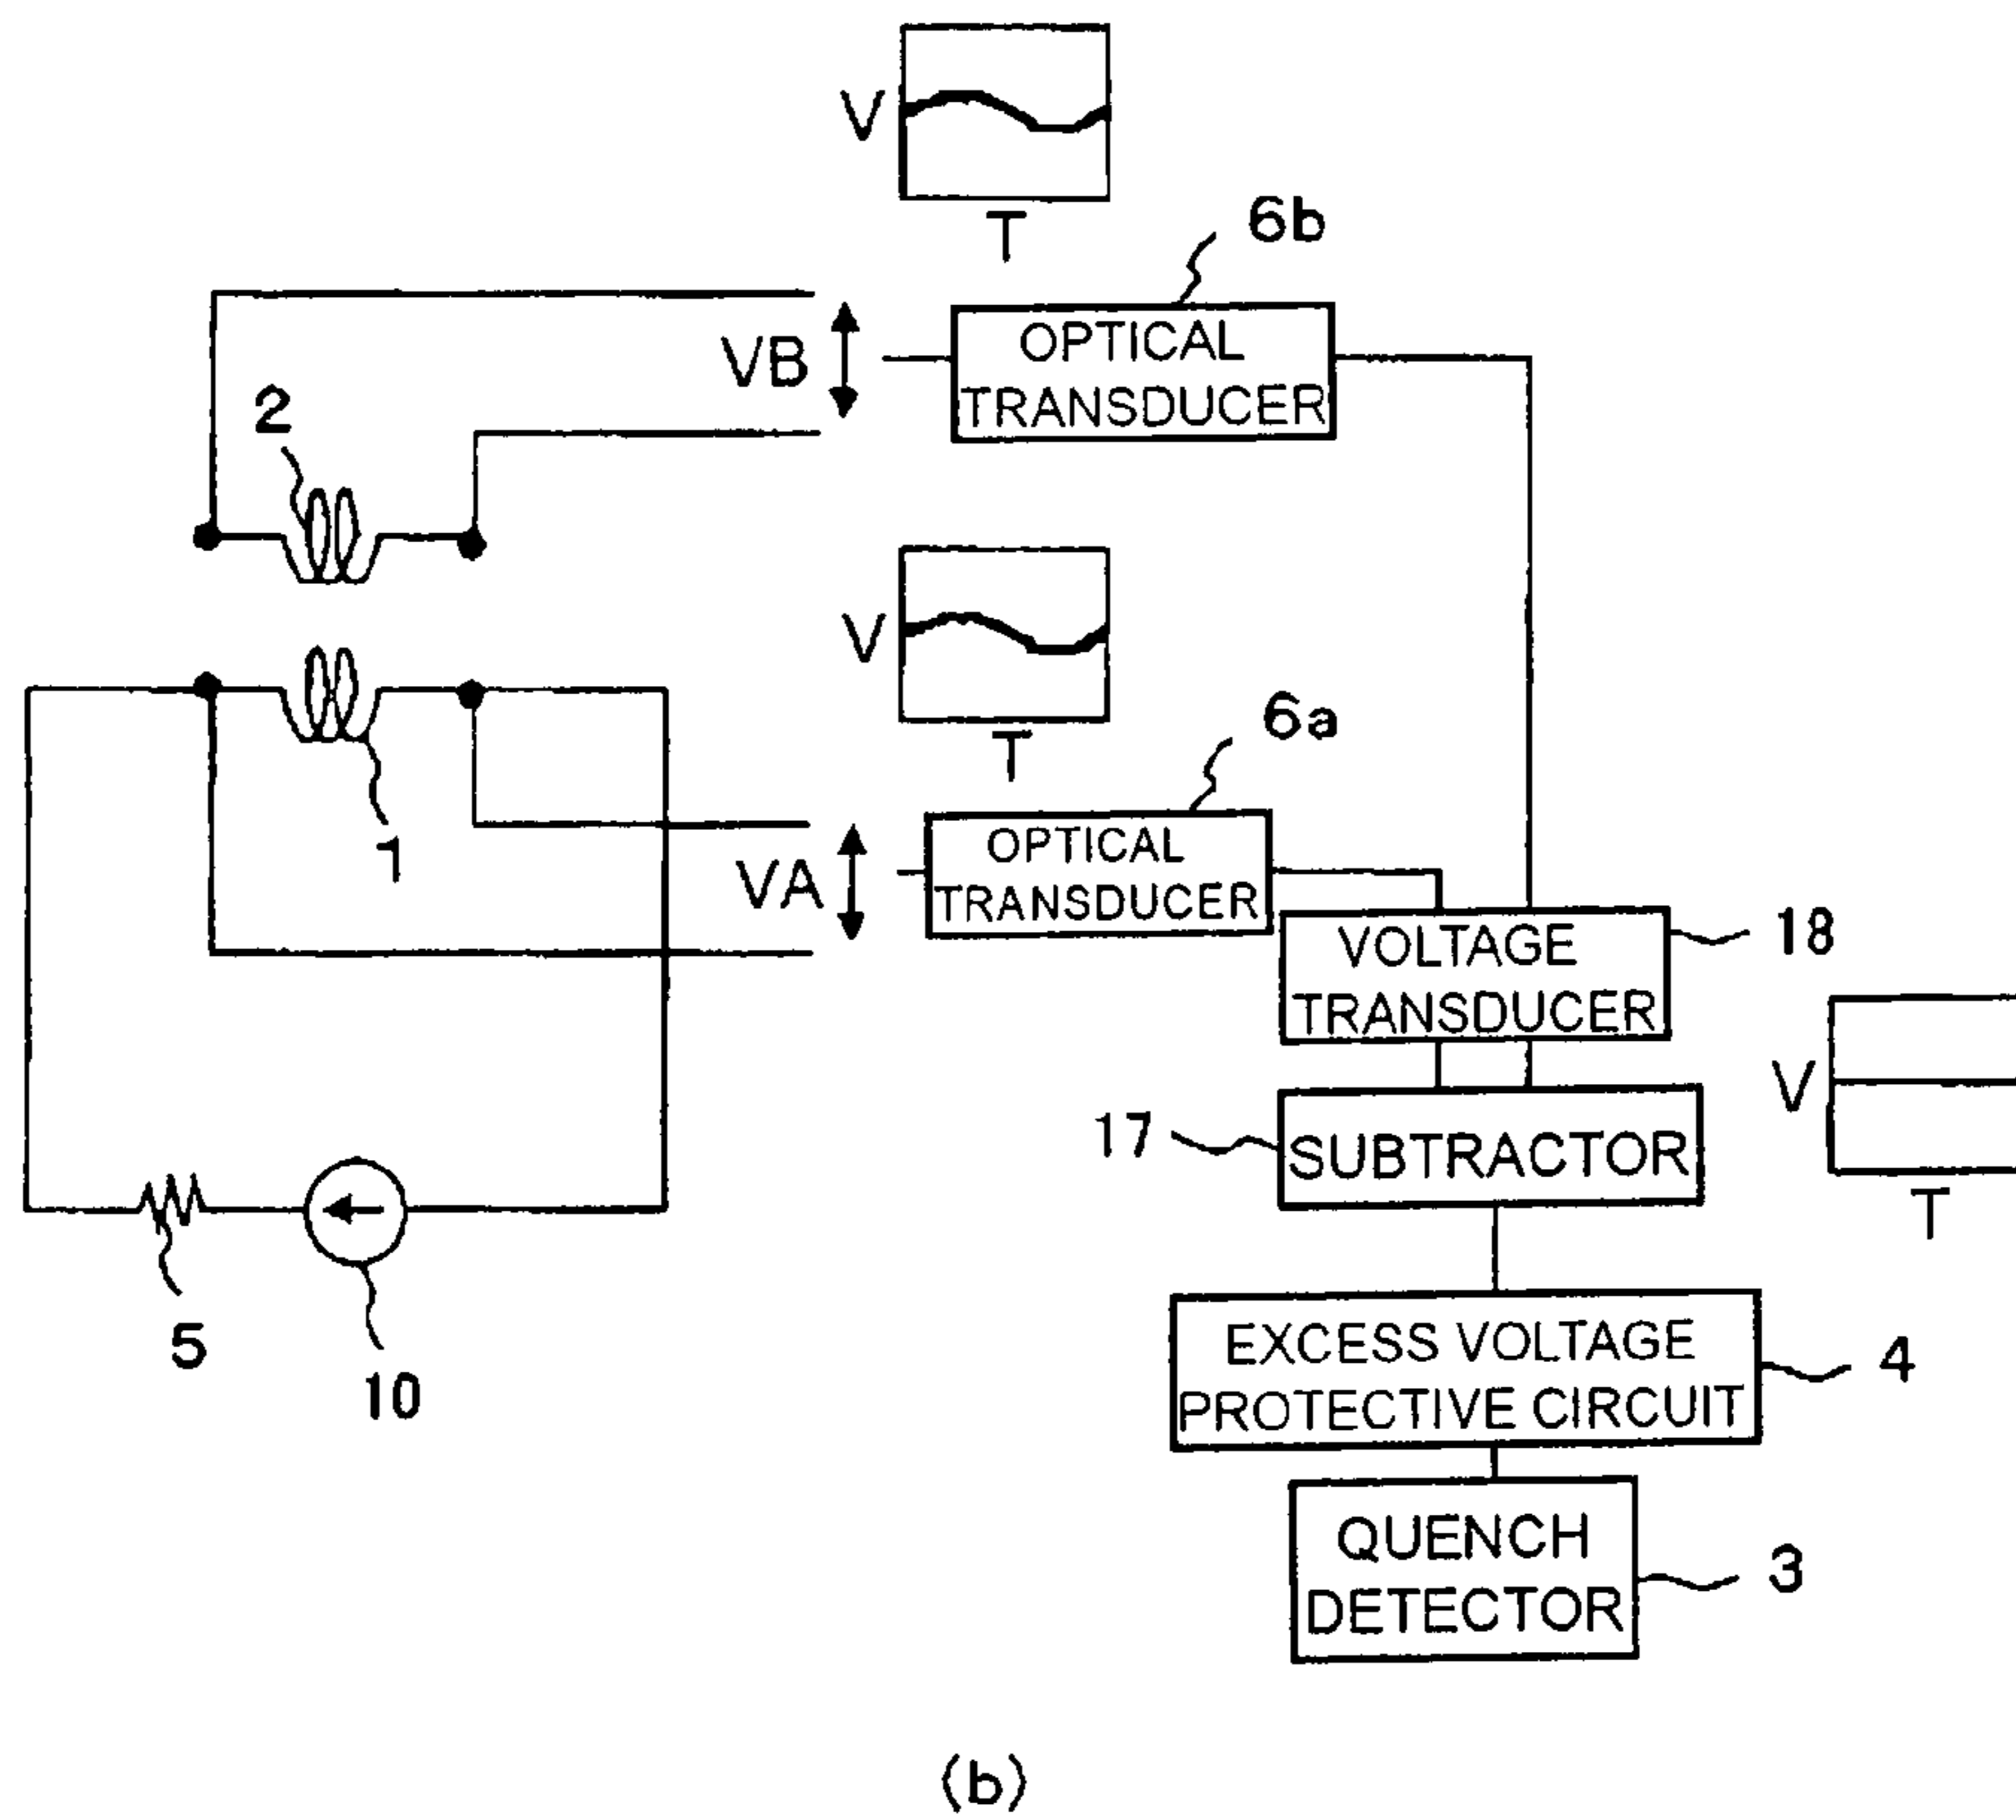 V
T
6b
VB
OPTICAL
TRANSDUCER
2
V
T
6a
1
VA
OPTICAL
TRANSDUCER
VOLTAGE
TRANSDUCER
18
V
T
17
SUBTRACTOR
5
10
EXCESS VOLTAGE
PROTECTIVE CIRCUIT
4
QUENCH
DETECTOR
3
(b)